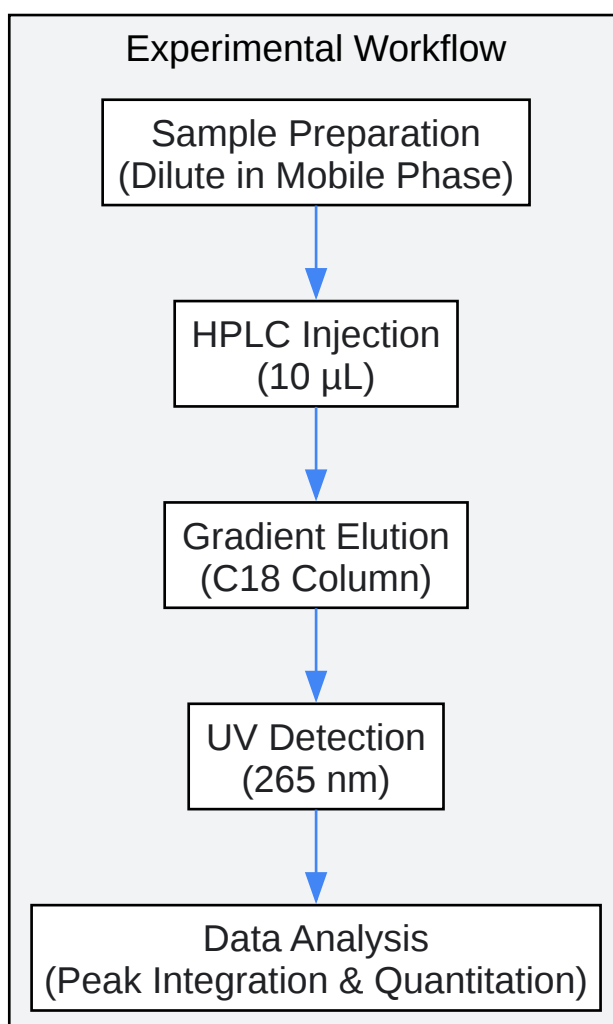 Experimental Workflow
Sample Preparation
(Dilute in Mobile Phase)
HPLC Injection
(10 µL)
Gradient Elution
(C18 Column)
UV Detection
(265 nm)
Data Analysis
(Peak Integration & Quantitation)